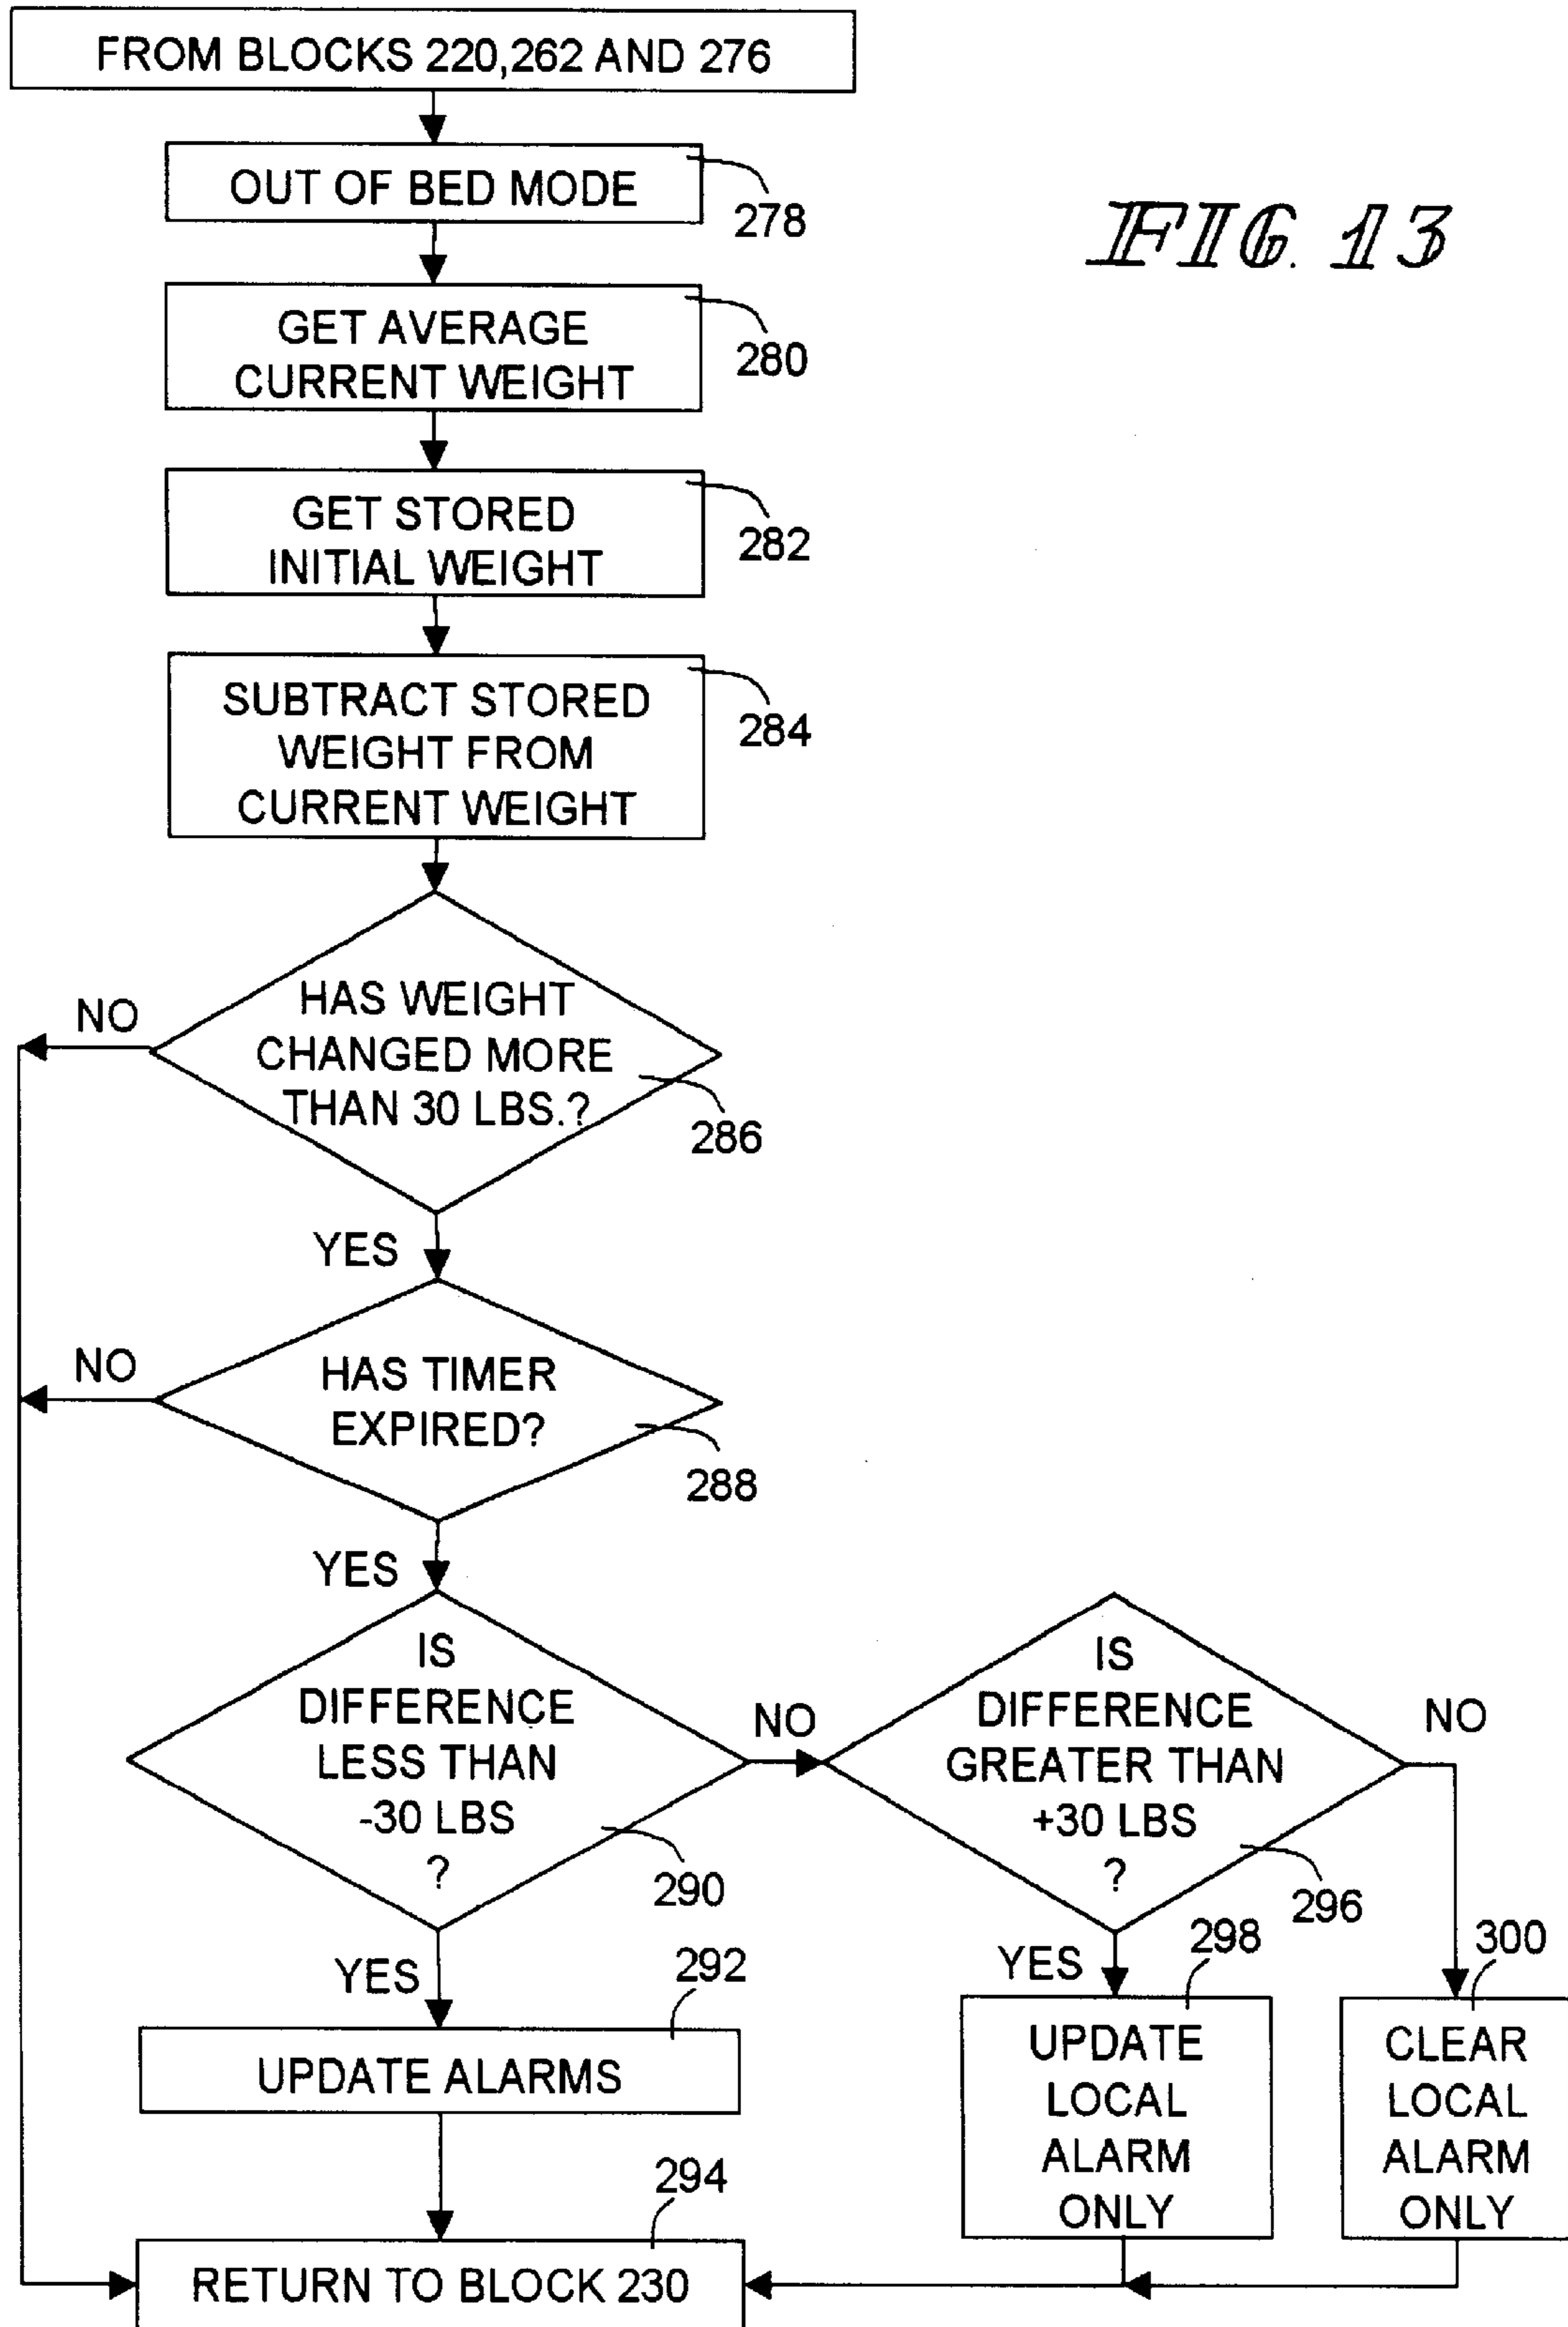 FROM BLOCKS 220,262 AND 276
OUT OF BED MODE
278
FIG. 13
GET AVERAGE
CURRENT WEIGHT
280
GET STORED
INITIAL WEIGHT
282
SUBTRACT STORED
WEIGHT FROM
CURRENT WEIGHT
284
HAS WEIGHT
CHANGED MORE
THAN 30 LBS.?
286
NO
YES
HAS TIMER
EXPIRED?
288
NO
YES
IS
DIFFERENCE
LESS THAN
-30 LBS
?
290
NO
IS
DIFFERENCE
GREATER THAN
+30 LBS
?
296
NO
YES
292
UPDATE ALARMS
YES
298
UPDATE
LOCAL
ALARM
ONLY
300
CLEAR
LOCAL
ALARM
ONLY
294
RETURN TO BLOCK 230